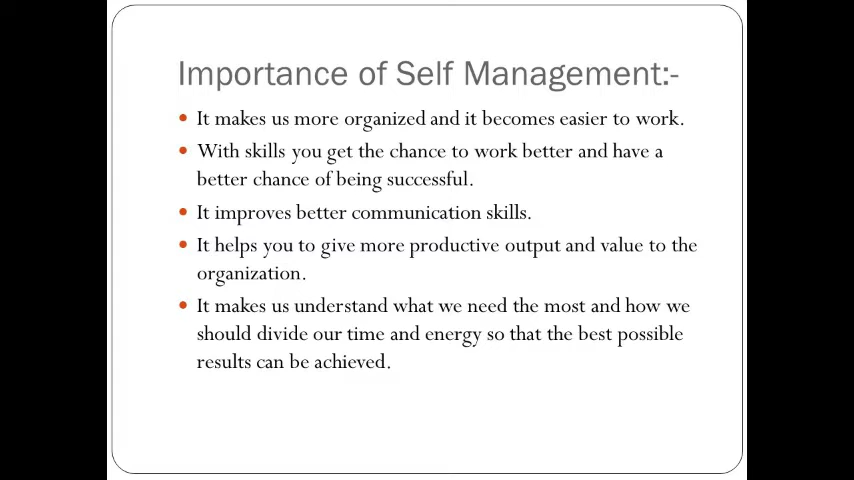 Importance of Self Management:-
• It makes us more organized and it becomes easier to work.
• With skills you get the chance to work better and have a
better chance of being successful.
• It improves better communication skills.
• It helps you to give more productive output and value to the
organization.
• It makes us understand what we need the most and how we
should divide our time and energy so that the best possible
results can be achieved.